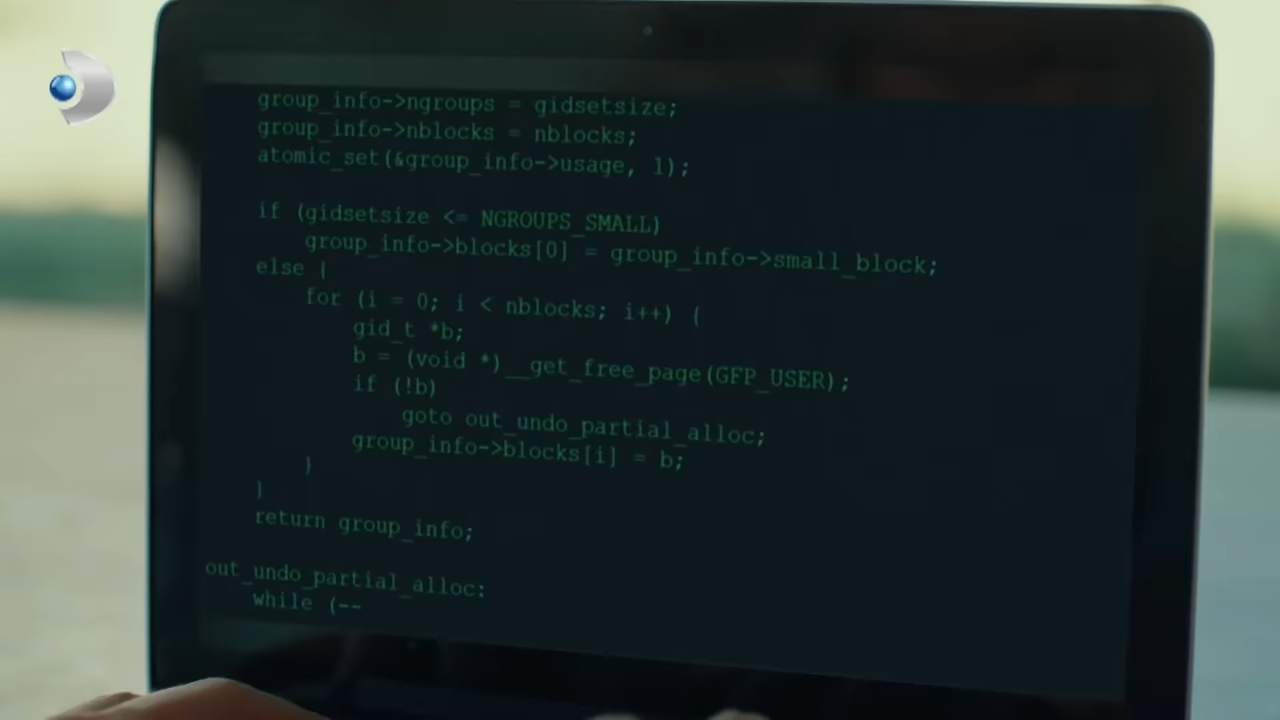 group_info->ngroups = gidsetsize;
group_info->nblocks = nblocks;
atomic_set(&group_info->usage, 1);
if (gidsetsize <= NGROUPS_SMALL)
group_info->blocks[0] = group_info->small_block;
else {
for (i = 0; i < nblocks; i++) {
gid_t *b;
b = (void *)__get_free_page(GFP_USER);
if (!b)
goto out_undo_partial_alloc;
group_info->blocks[i] = b;
}
}
return group_info;
out_undo_partial_alloc:
while (--